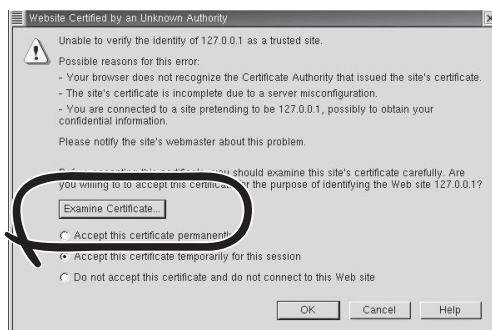 Website Certified by an Unknown Authority
Unable to verify the identity of 127.0.0.1 as a trusted site.
Possible reasons for this error:
- Your browser does not recognize the Certificate Authority that issued the site's certificate.
- The site's certificate is incomplete due to a server misconfiguration.
- You are connected to a site pretending to be 127.0.0.1, possibly to obtain your
confidential information.
Please notify the site's webmaster about this problem.
Before accepting this certificate, you should examine this site's certificate carefully. Are
you willing to to accept this certificate for the purpose of identifying the Web site 127.0.0.1?
Examine Certificate...
Accept this certificate permanently
Accept this certificate temporarily for this session
Do not accept this certificate and do not connect to this Web site
OK Cancel Help